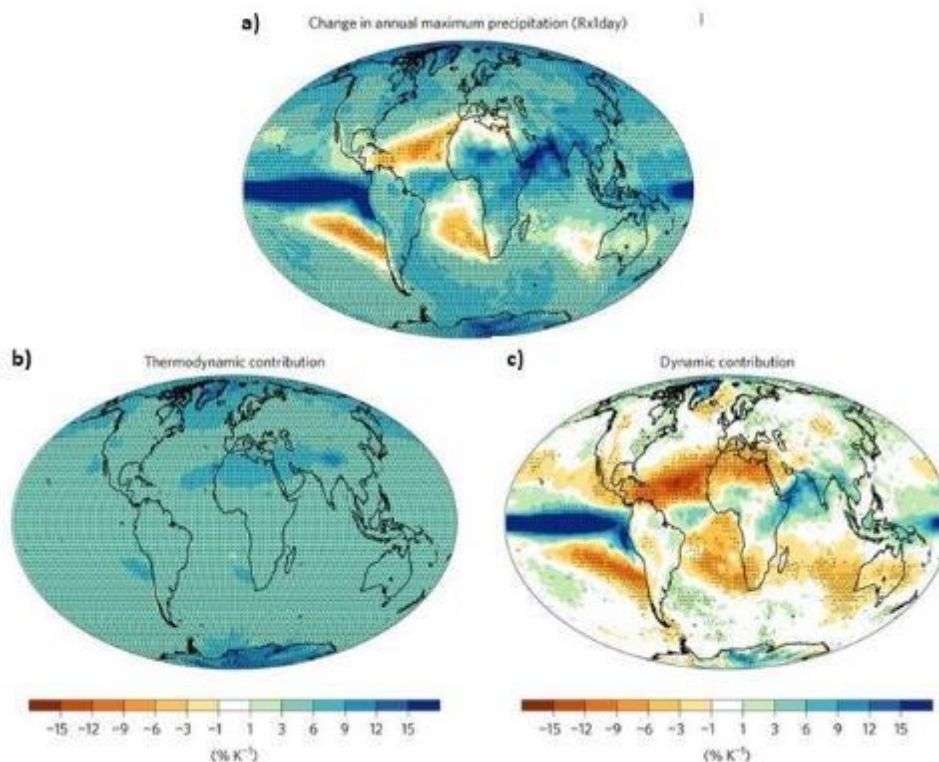 a) Change in annual maximum precipitation (Rx1day)
b) Thermodynamic contribution
c) Dynamic contribution
−15 −12 −9 −6 −3 −1 1 3 6 9 12 15
(% K⁻¹)
−15 −12 −9 −6 −3 −1 1 3 6 9 12 15
(% K⁻¹)